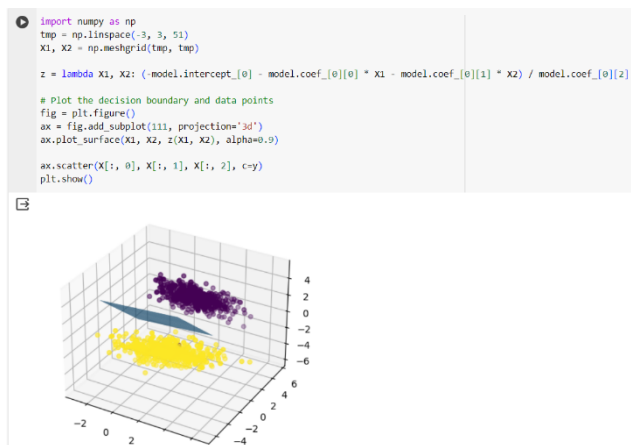 import numpy as np
tmp = np.linspace(-3, 3, 51)
X1, X2 = np.meshgrid(tmp, tmp)
z = lambda X1, X2: (-model.intercept_[0] - model.coef_[0][0] * X1 - model.coef_[0][1] * X2) / model.coef_[0][2]
# Plot the decision boundary and data points
fig = plt.figure()
ax = fig.add_subplot(111, projection='3d')
ax.plot_surface(X1, X2, z(X1, X2), alpha=0.9)
ax.scatter(X[:, 0], X[:, 1], X[:, 2], c=y)
plt.show()
4
2
0
−2
−4
−6
6
4
2
0
−2
−4
−2
0
2